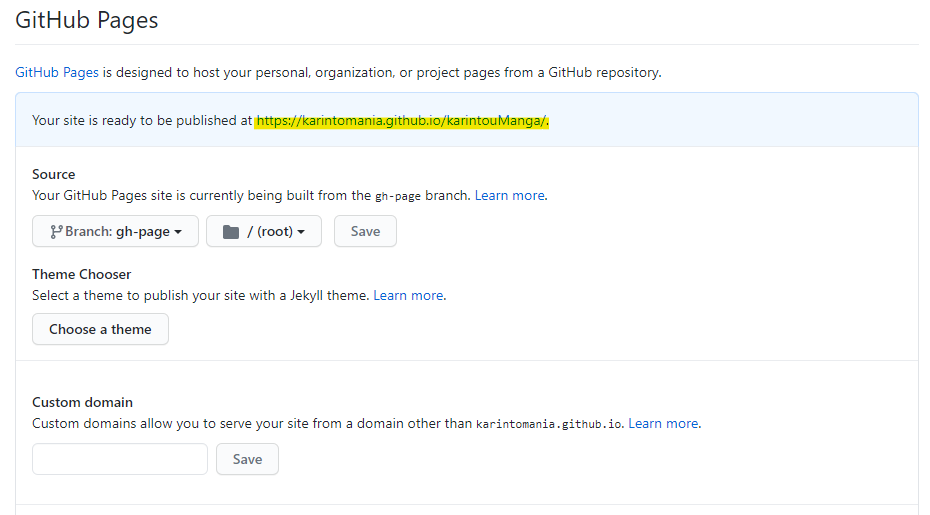 GitHub Pages
GitHub Pages is designed to host your personal, organization, or project pages from a GitHub repository.
Your site is ready to be published at https://karintomania.github.io/karintouManga/.
Source
Your GitHub Pages site is currently being built from the gh-page branch. Learn more.
Branch: gh-page / (root) Save
Theme Chooser
Select a theme to publish your site with a Jekyll theme. Learn more.
Choose a theme
Custom domain
Custom domains allow you to serve your site from a domain other than karintomania.github.io. Learn more.
Save